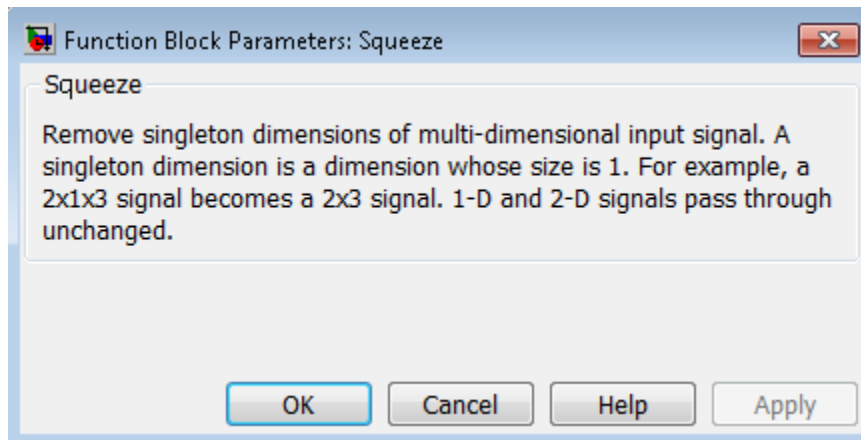 Function Block Parameters: Squeeze
Squeeze
Remove singleton dimensions of multi-dimensional input signal. A
singleton dimension is a dimension whose size is 1. For example, a
2x1x3 signal becomes a 2x3 signal. 1-D and 2-D signals pass through
unchanged.
OK Cancel Help Apply